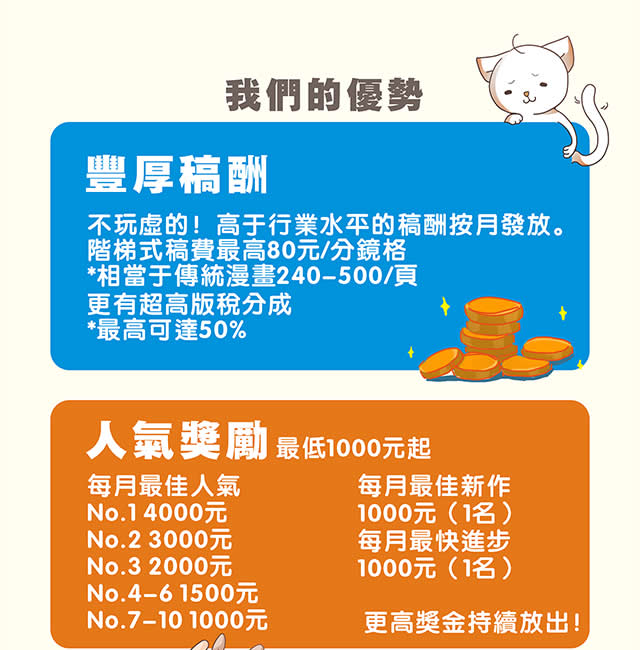 我們的優勢
豐厚稿酬
不玩虛的！高于行業水平的稿酬按月發放。
階梯式稿費最高80元/分鏡格
*相當于傳統漫畫240-500/頁
更有超高版稅分成
*最高可達50%
人氣獎勵 最低1000元起
每月最佳人氣
No.1 4000元
No.2 3000元
No.3 2000元
No.4-6 1500元
No.7-10 1000元
每月最佳新作
1000元（1名）
每月最快進步
1000元（1名）
更高獎金持續放出！